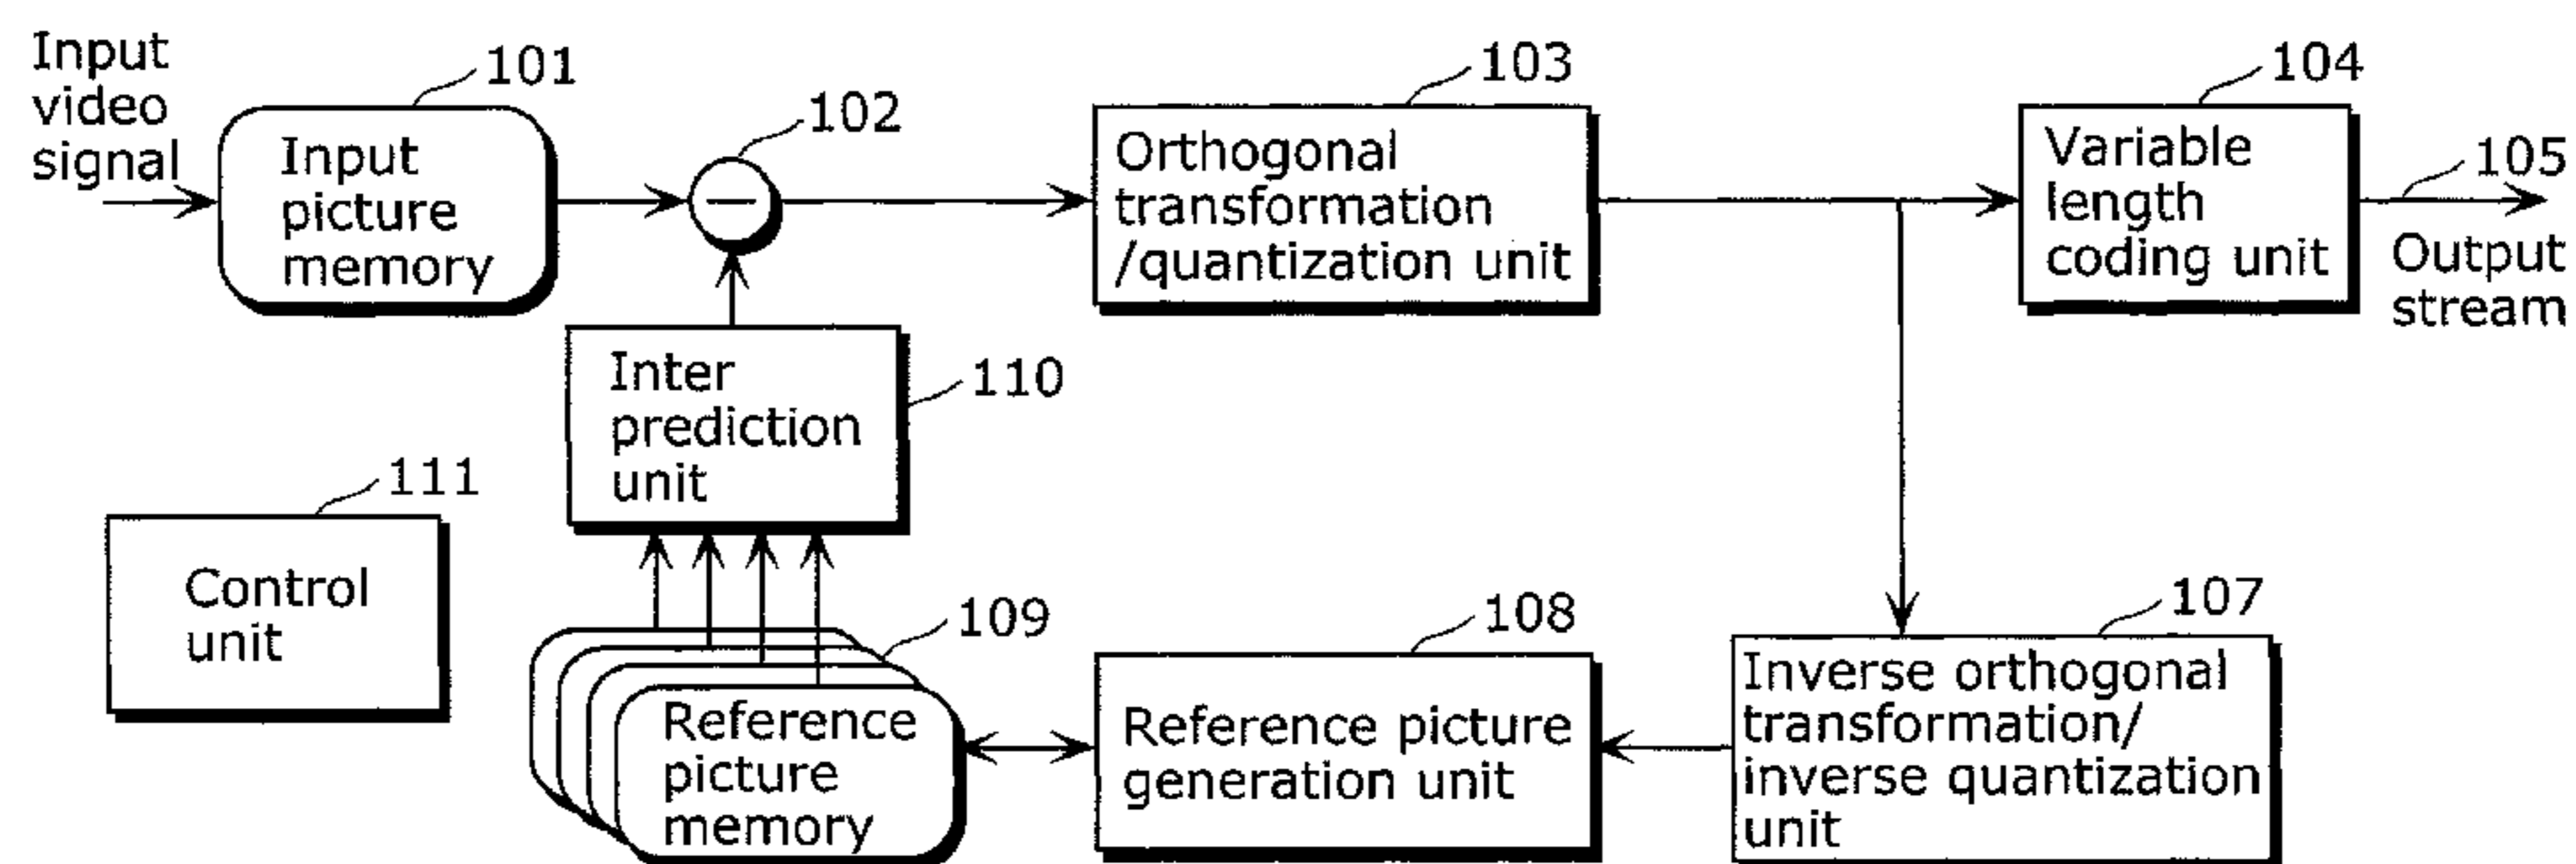 Input
video
signal
101
Input
picture
memory
102
103
Orthogonal
transformation
/quantization unit
104
Variable
length
coding unit
105
Output
stream
Inter
prediction
unit
110
111
Control
unit
109
Reference
picture
memory
108
Reference picture
generation unit
107
Inverse orthogonal
transformation/
inverse quantization
unit